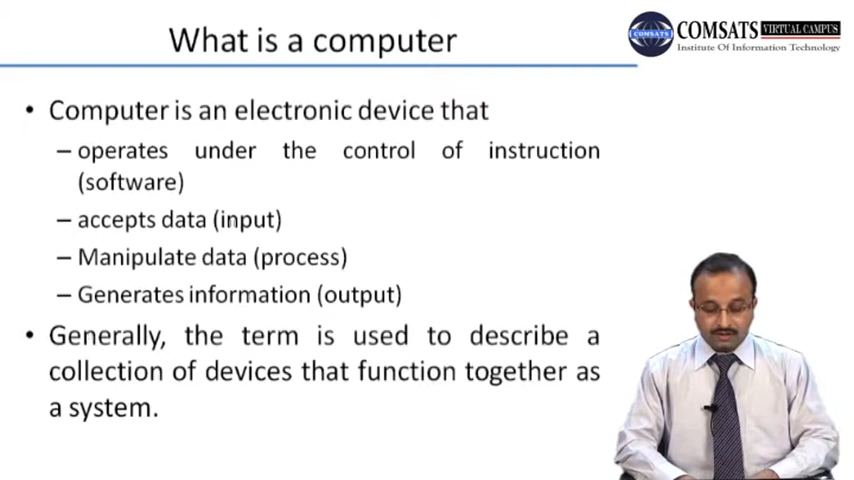 What is a computer
COMSATS VIRTUAL CAMPUS
Institute Of Information Technology
COMSATS
• Computer is an electronic device that
– operates under the control of instruction
(software)
– accepts data (input)
– Manipulate data (process)
– Generates information (output)
• Generally, the term is used to describe a
collection of devices that function together as
a system.